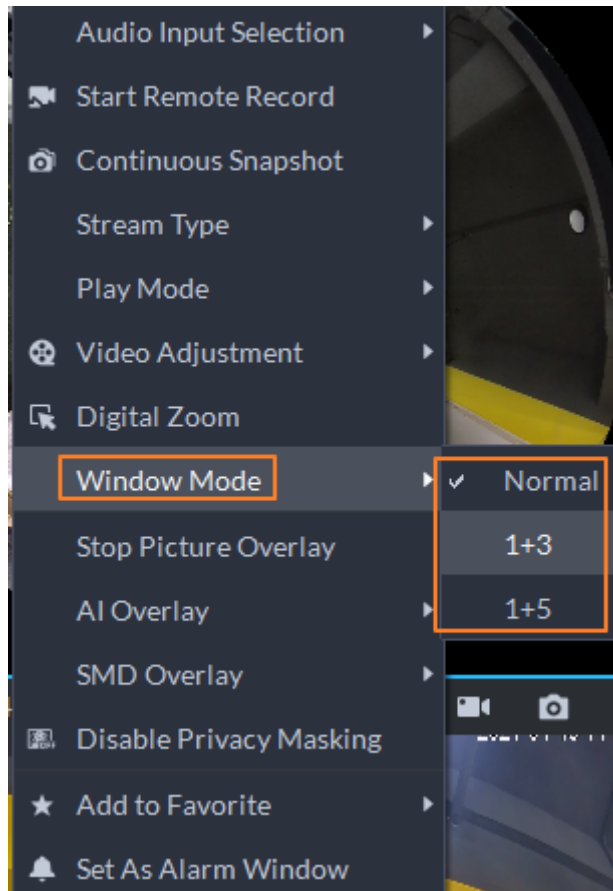 Audio Input Selection
Start Remote Record
Continuous Snapshot
Stream Type
Play Mode
Video Adjustment
Digital Zoom
Window Mode
Normal
1+3
1+5
Stop Picture Overlay
AI Overlay
SMD Overlay
Disable Privacy Masking
Add to Favorite
Set As Alarm Window